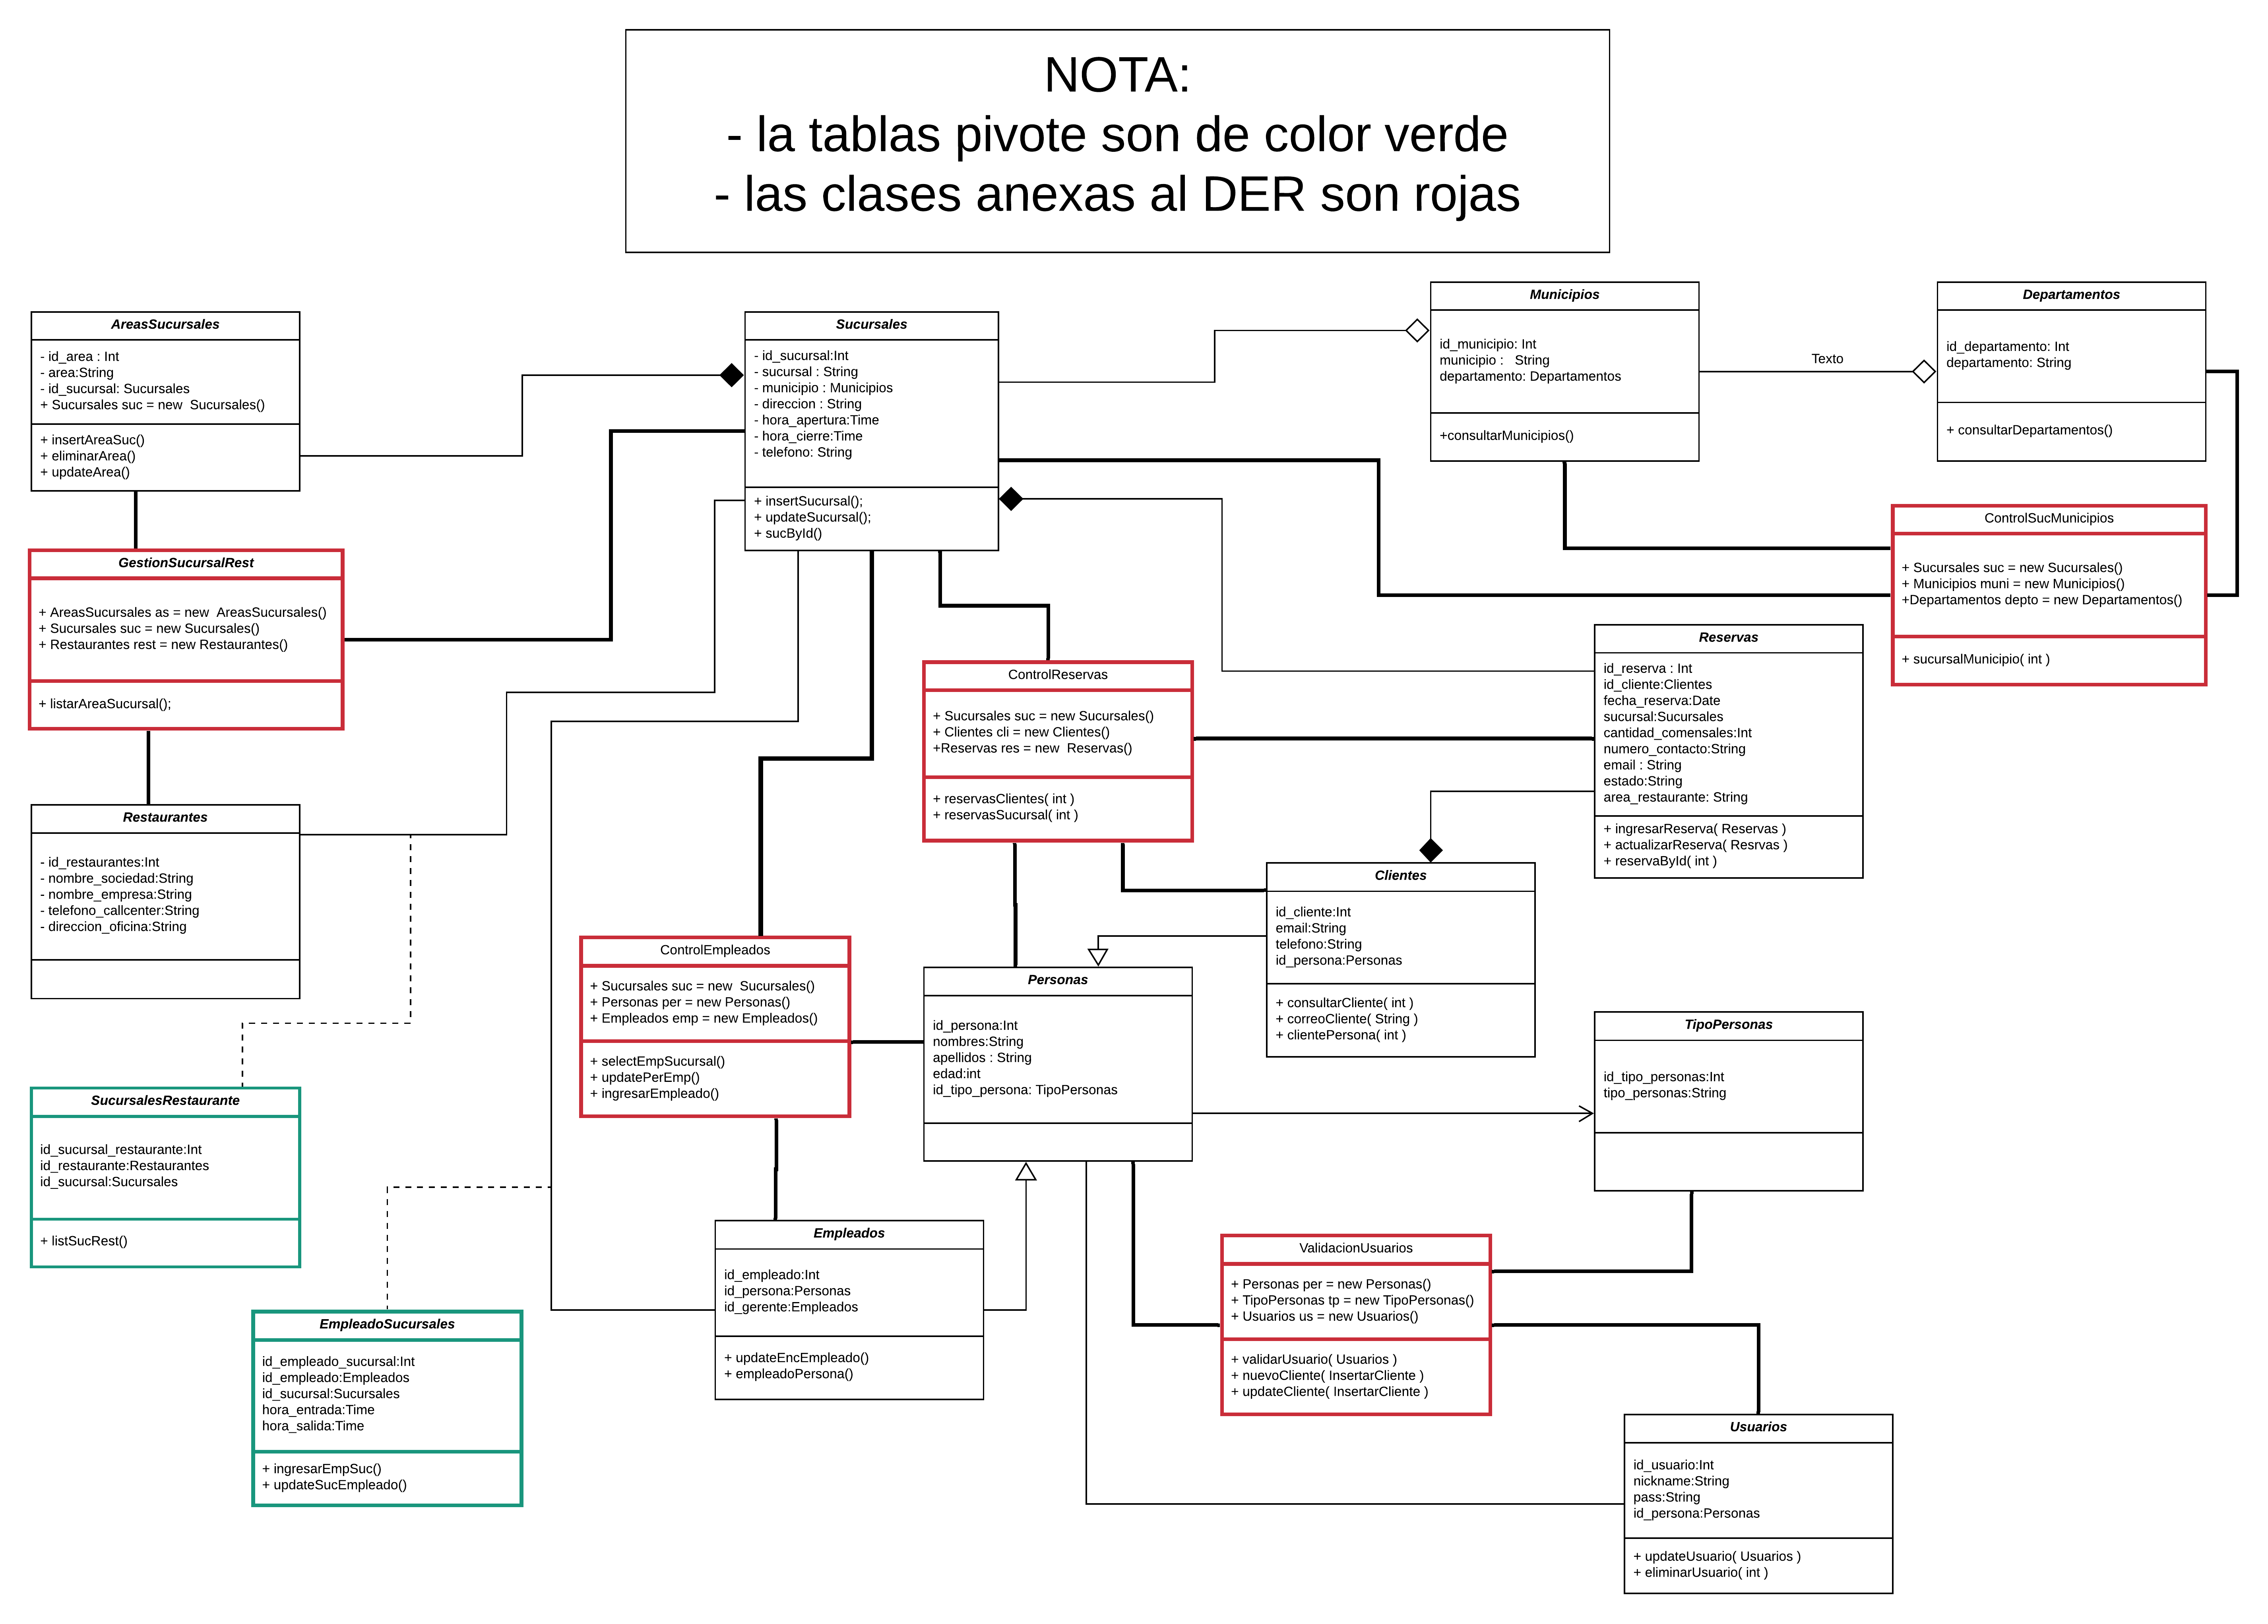 NOTA:
- la tablas pivote son de color verde
- las clases anexas al DER son rojas
AreasSucursales
- id_area : Int
- area:String
- id_sucursal: Sucursales
+ Sucursales suc = new  Sucursales()
+ insertAreaSuc()
+ eliminarArea()
+ updateArea()
Sucursales
- id_sucursal:Int
- sucursal : String
- municipio : Municipios
- direccion : String
- hora_apertura:Time
- hora_cierre:Time
- telefono: String
+ insertSucursal();
+ updateSucursal();
+ sucById()
Municipios
id_municipio: Int
municipio :   String
departamento: Departamentos
+consultarMunicipios()
Texto
Departamentos
id_departamento: Int
departamento: String
+ consultarDepartamentos()
ControlSucMunicipios
+ Sucursales suc = new Sucursales()
+ Municipios muni = new Municipios()
+Departamentos depto = new Departamentos()
+ sucursalMunicipio( int )
GestionSucursalRest
+ AreasSucursales as = new  AreasSucursales()
+ Sucursales suc = new Sucursales()
+ Restaurantes rest = new Restaurantes()
+ listarAreaSucursal();
ControlReservas
+ Sucursales suc = new Sucursales()
+ Clientes cli = new Clientes()
+Reservas res = new  Reservas()
+ reservasClientes( int )
+ reservasSucursal( int )
Reservas
id_reserva : Int
id_cliente:Clientes
fecha_reserva:Date
sucursal:Sucursales
cantidad_comensales:Int
numero_contacto:String
email : String
estado:String
area_restaurante: String
+ ingresarReserva( Reservas )
+ actualizarReserva( Resrvas )
+ reservaById( int )
Restaurantes
- id_restaurantes:Int
- nombre_sociedad:String
- nombre_empresa:String
- telefono_callcenter:String
- direccion_oficina:String
Clientes
id_cliente:Int
email:String
telefono:String
id_persona:Personas
+ consultarCliente( int )
+ correoCliente( String )
+ clientePersona( int )
ControlEmpleados
+ Sucursales suc = new  Sucursales()
+ Personas per = new Personas()
+ Empleados emp = new Empleados()
+ selectEmpSucursal()
+ updatePerEmp()
+ ingresarEmpleado()
Personas
id_persona:Int
nombres:String
apellidos : String
edad:int
id_tipo_persona: TipoPersonas
TipoPersonas
id_tipo_personas:Int
tipo_personas:String
SucursalesRestaurante
id_sucursal_restaurante:Int
id_restaurante:Restaurantes
id_sucursal:Sucursales
+ listSucRest()
Empleados
id_empleado:Int
id_persona:Personas
id_gerente:Empleados
+ updateEncEmpleado()
+ empleadoPersona()
ValidacionUsuarios
+ Personas per = new Personas()
+ TipoPersonas tp = new TipoPersonas()
+ Usuarios us = new Usuarios()
+ validarUsuario( Usuarios )
+ nuevoCliente( InsertarCliente )
+ updateCliente( InsertarCliente )
EmpleadoSucursales
id_empleado_sucursal:Int
id_empleado:Empleados
id_sucursal:Sucursales
hora_entrada:Time
hora_salida:Time
+ ingresarEmpSuc()
+ updateSucEmpleado()
Usuarios
id_usuario:Int
nickname:String
pass:String
id_persona:Personas
+ updateUsuario( Usuarios )
+ eliminarUsuario( int )